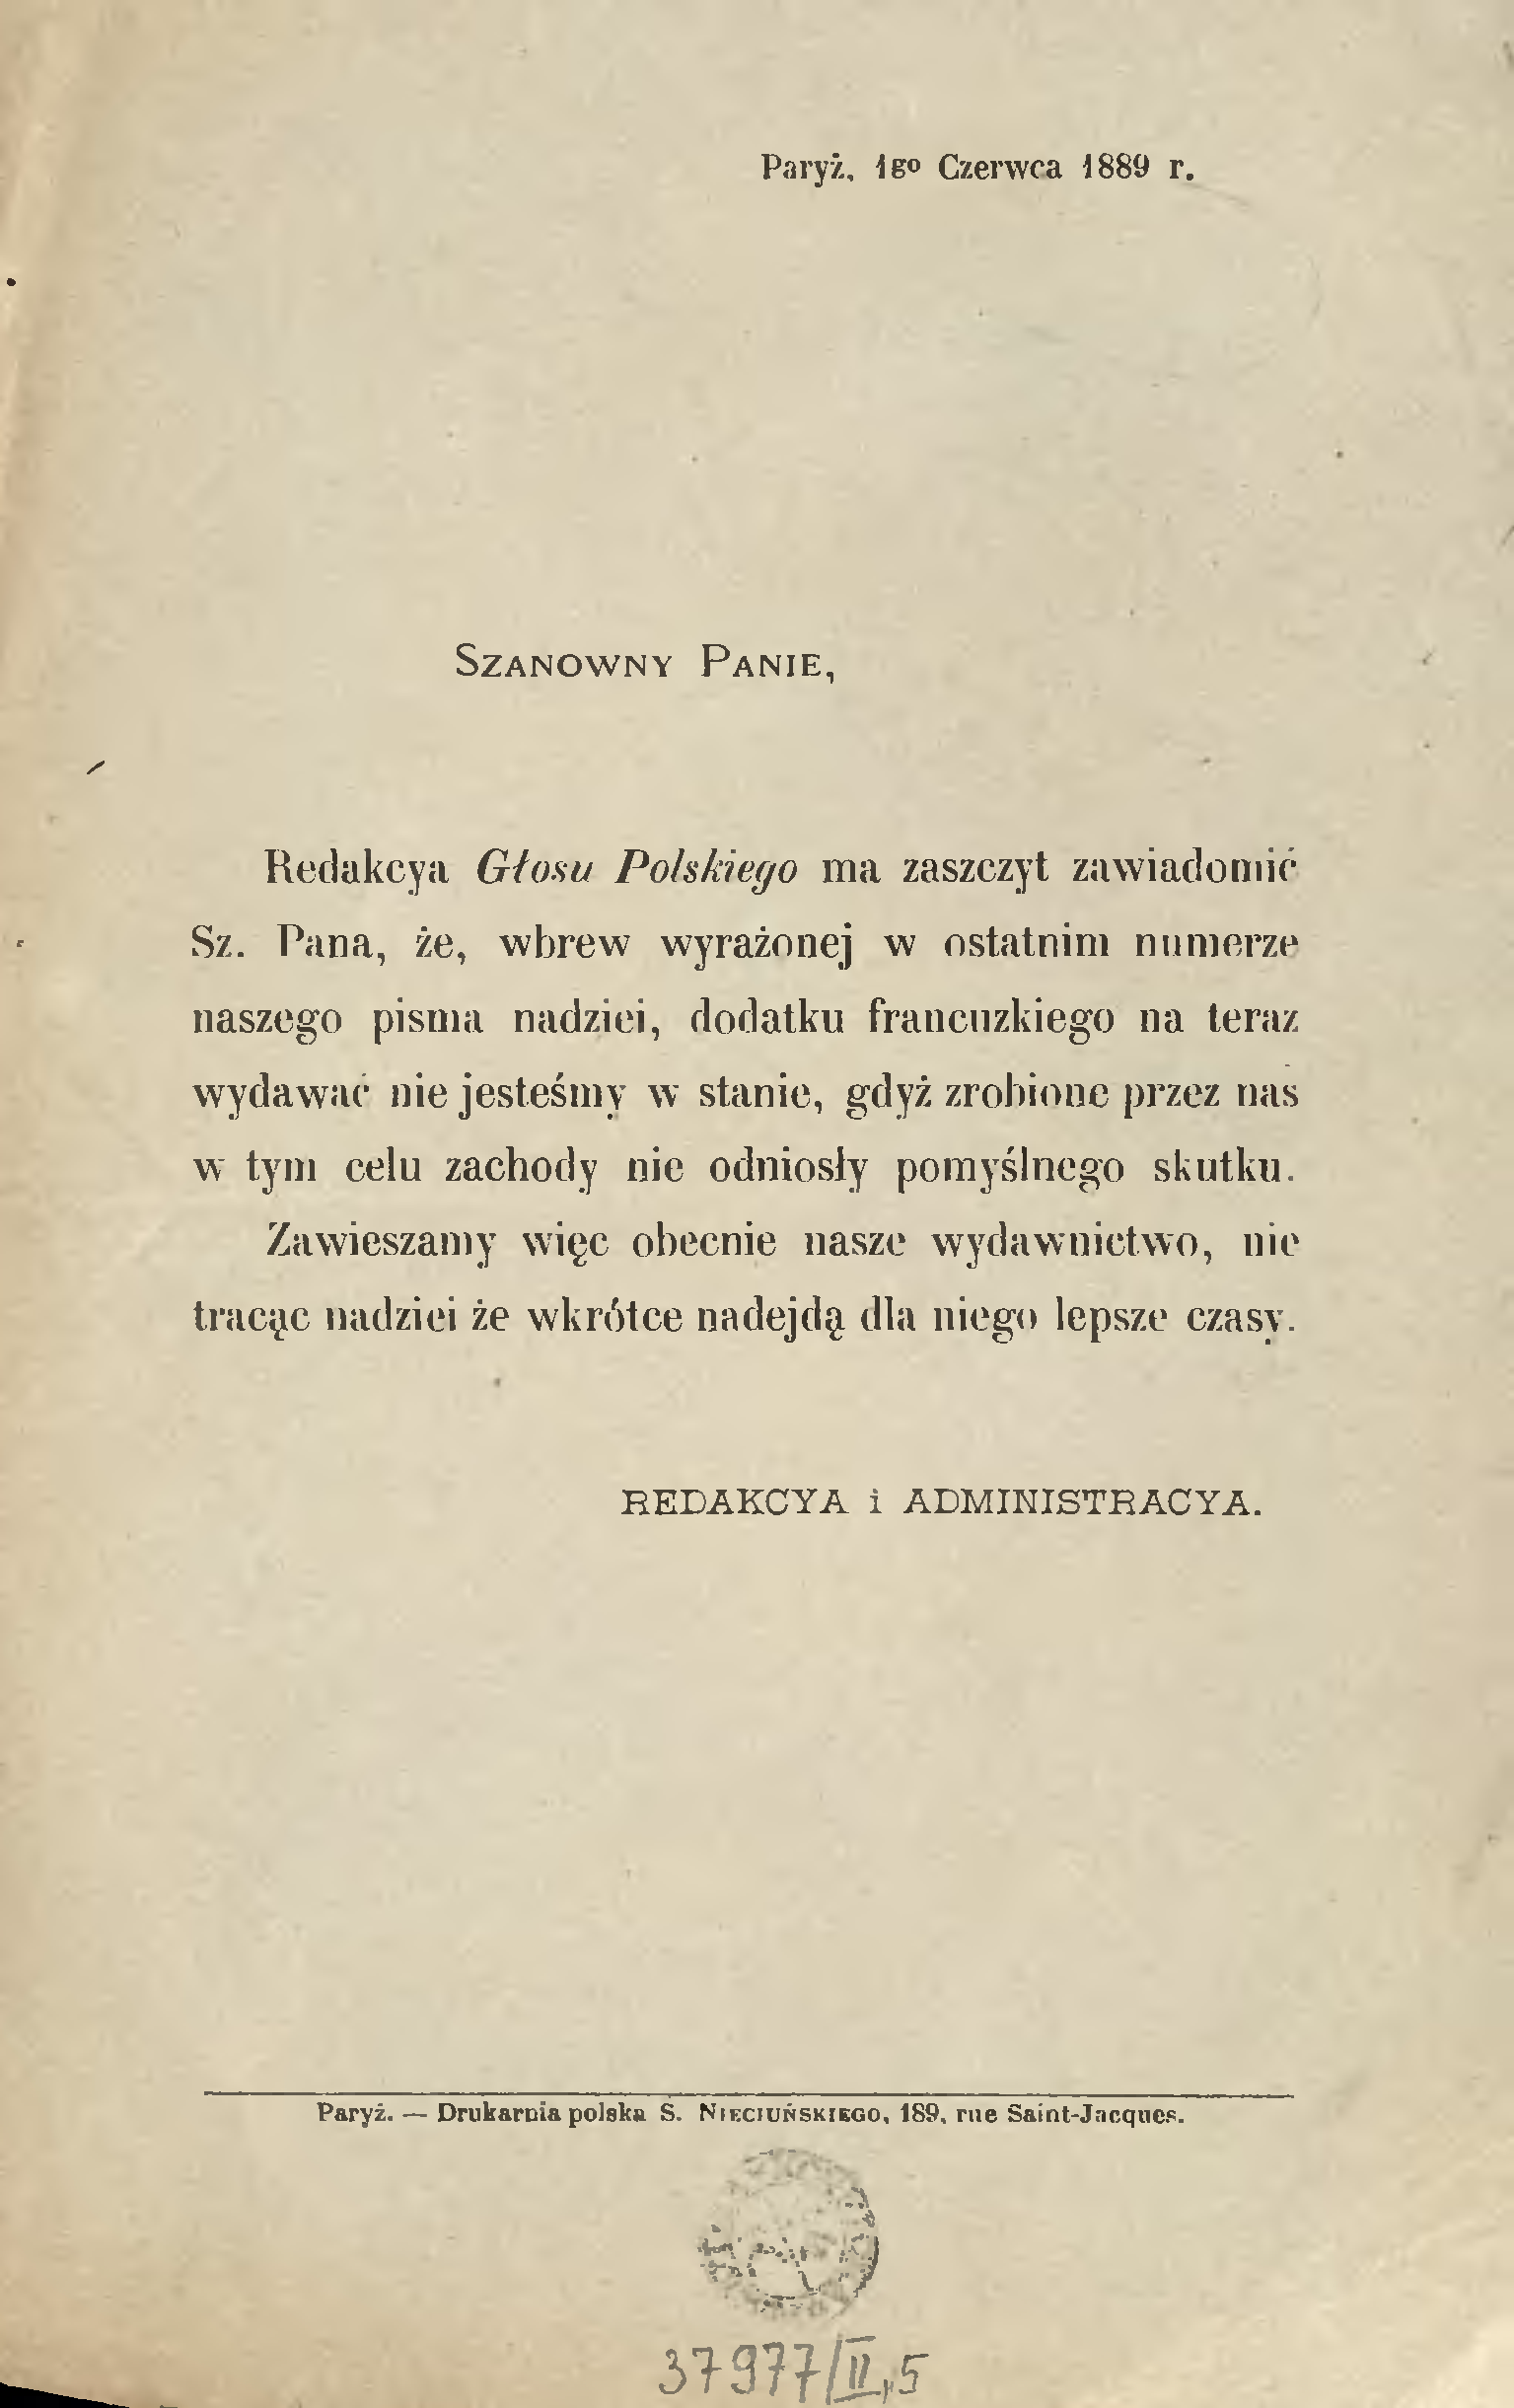 Paryż, 1go Czerwca 1889 r.
Szanowny Panie,
Redakcya Głosu Polskiego ma zaszczyt zawiadomić
Sz. Pana, że, wbrew wyrażonej w ostatnim numerze
naszego pisma nadziei, dodatku francuzkiego na teraz
wydawać nie jesteśmy w stanie, gdyż zrobione przez nas
w tym celu zachody nie odniosły pomyślnego skutku.
Zawieszamy więc obecnie nasze wydawnictwo, nie
tracąc nadziei że wkrótce nadejdą dla niego lepsze czasy.
REDAKCYA i ADMINISTRACYA.
Paryż. — Drukarnia polska S. Nieciuńskiego, 189, rue Saint-Jacques.
37977/II,5